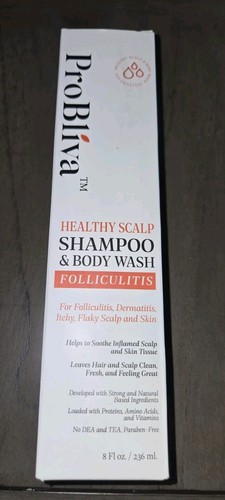 ProBliva™
HEALTHY SCALP
SHAMPOO
& BODY WASH
FOLLICULITIS
For Folliculitis, Dermatitis,
Itchy, Flaky Scalp and Skin
Helps to Soothe Inflamed Scalp
and Skin Tissue
Leaves Hair and Scalp Clean,
Fresh, and Feeling Great
Developed with Strong and Natural
Based Ingredients
Loaded with Proteins, Amino Acids,
and Vitamins
No DEA and TEA, Paraben-Free
8 Fl oz. / 236 ml.